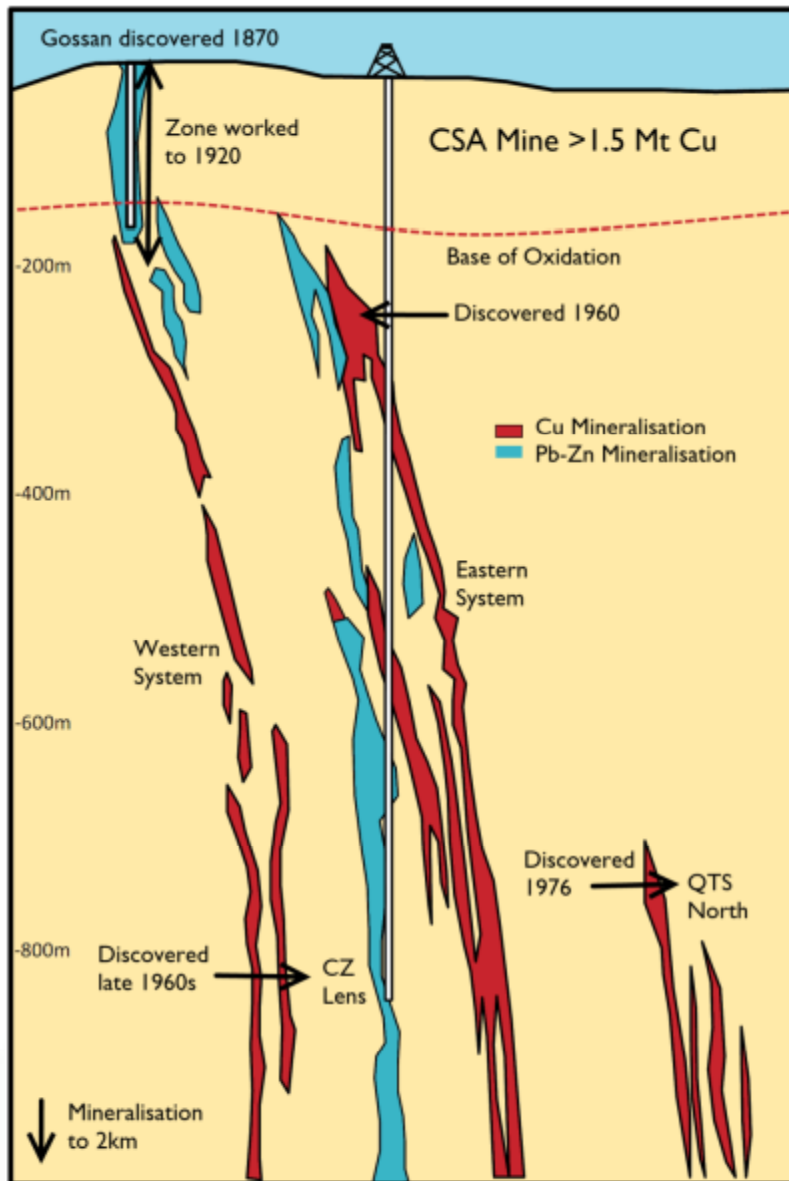 Gossan discovered 1870
Zone worked
to 1920
CSA Mine >1.5 Mt Cu
-200m
Base of Oxidation
Discovered 1960
Cu Mineralisation
Pb-Zn Mineralisation
-400m
Eastern
System
Western
System
-600m
Discovered
1976
QTS
North
-800m
Discovered
late 1960s
CZ
Lens
Mineralisation
to 2km